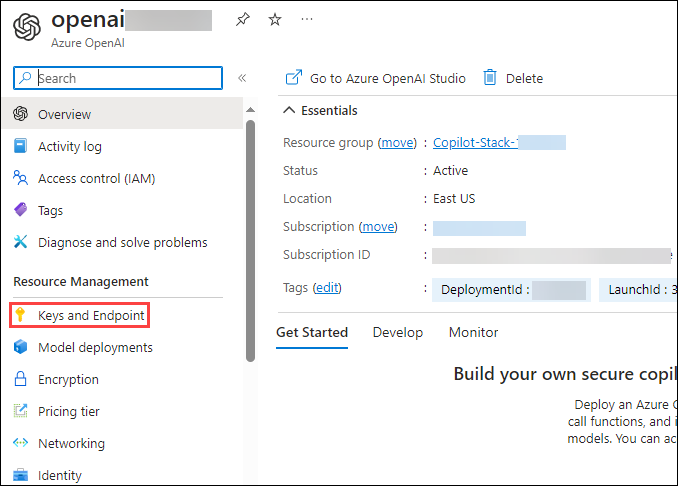 openai
Azure OpenAI
Search
Overview
Activity log
Access control (IAM)
Tags
Diagnose and solve problems
Resource Management
Keys and Endpoint
Model deployments
Encryption
Pricing tier
Networking
Identity
Go to Azure OpenAI Studio
Delete
Essentials
Resource group (move) : Copilot-Stack-
Status : Active
Location : East US
Subscription (move) :
Subscription ID :
Tags (edit) : DeploymentId : LaunchId : 3
Get Started Develop Monitor
Build your own secure copil
Deploy an Azure
call functions, and i
models. You can ac